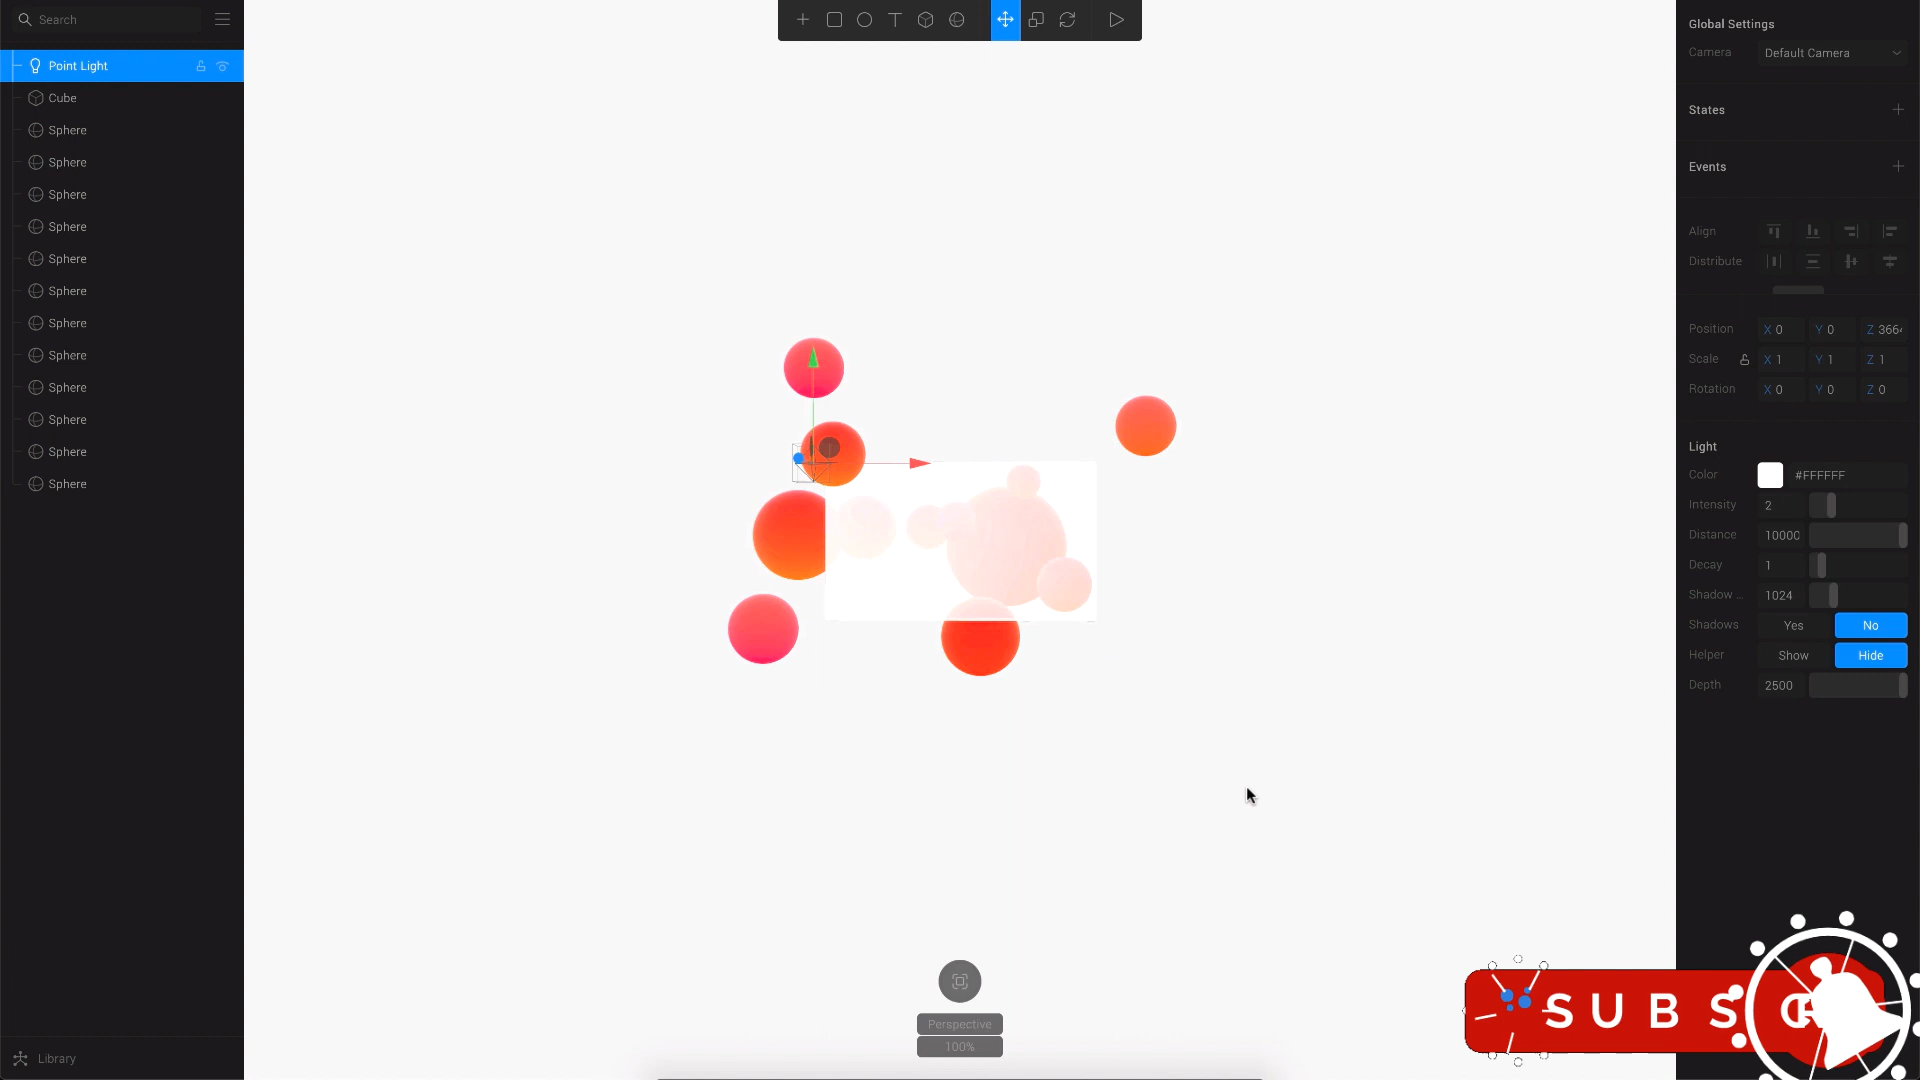 Search
Point Light
Cube
Sphere
Sphere
Sphere
Sphere
Sphere
Sphere
Sphere
Sphere
Sphere
Sphere
Sphere
Sphere
Library
Perspective
100%
Global Settings
Camera Default Camera
States
Events
Align
Distribute
Position X 0 Y 0 Z 366
Scale X 1 Y 1 Z 1
Rotation X 0 Y 0 Z 0
Light
Color #FFFFFF
Intensity 2
Distance 10000
Decay 1
Shadow ... 1024
Shadows Yes No
Helper Show Hide
Depth 2500
SUBSCR